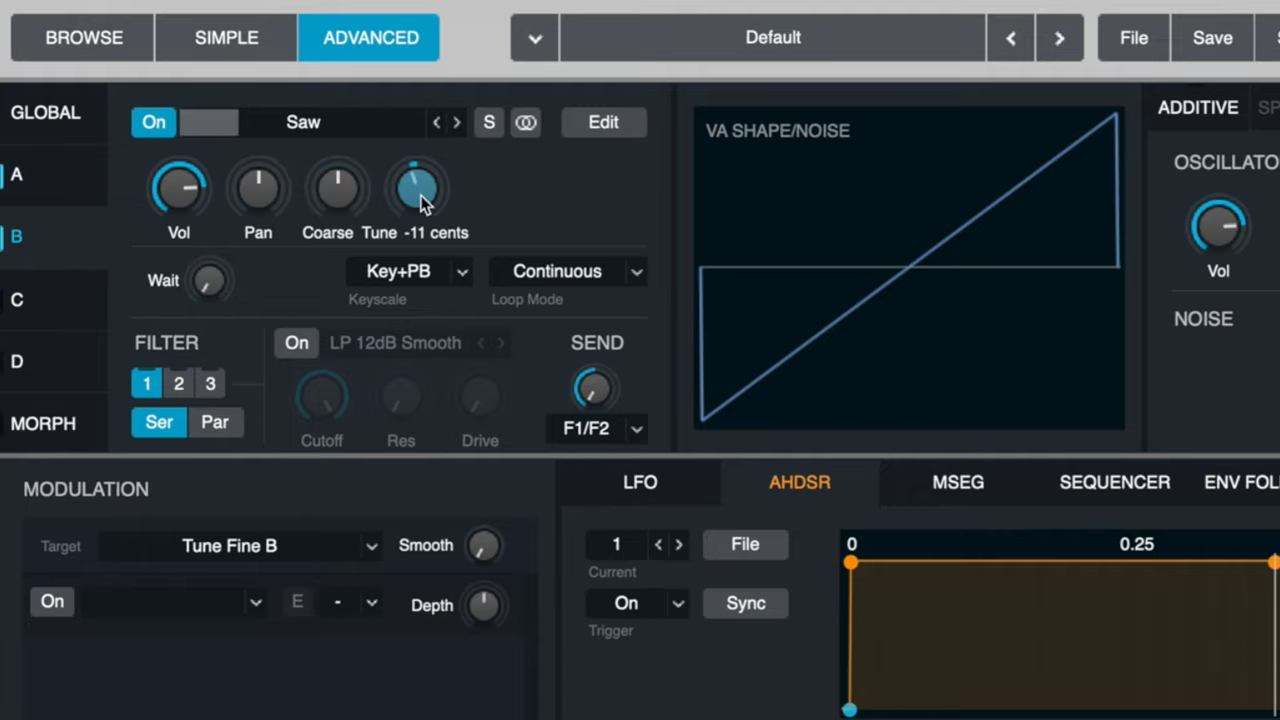 BROWSE SIMPLE ADVANCED Default File Save
GLOBAL
A
B
C
D
MORPH
On Saw S Edit
Vol Pan Coarse Tune -11 cents
Wait Key+PB Continuous
Keyscale Loop Mode
FILTER On LP 12dB Smooth SEND
1 2 3
Ser Par F1/F2
Cutoff Res Drive
VA SHAPE/NOISE
ADDITIVE SP
OSCILLATO
Vol
NOISE
MODULATION
Target Tune Fine B Smooth
On E - Depth
LFO AHDSR MSEG SEQUENCER ENV FOL
1 File
Current
On Sync
Trigger
0 0.25